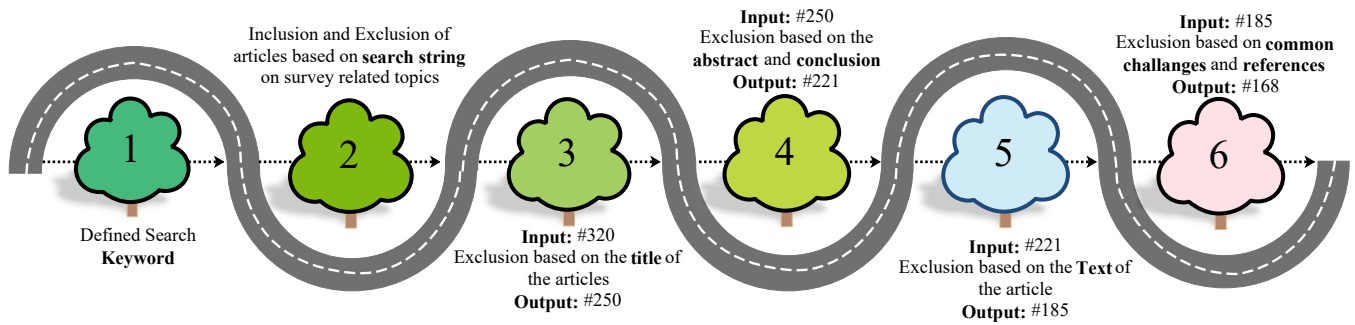 1
Defined Search
Keyword
Inclusion and Exclusion of
articles based on search string
on survey related topics
2
3
Input: #320
Exclusion based on the title of
the articles
Output: #250
Input: #250
Exclusion based on the
abstract and conclusion
Output: #221
4
5
Input: #221
Exclusion based on the Text of
the article
Output: #185
Input: #185
Exclusion based on common
challanges and references
Output: #168
6